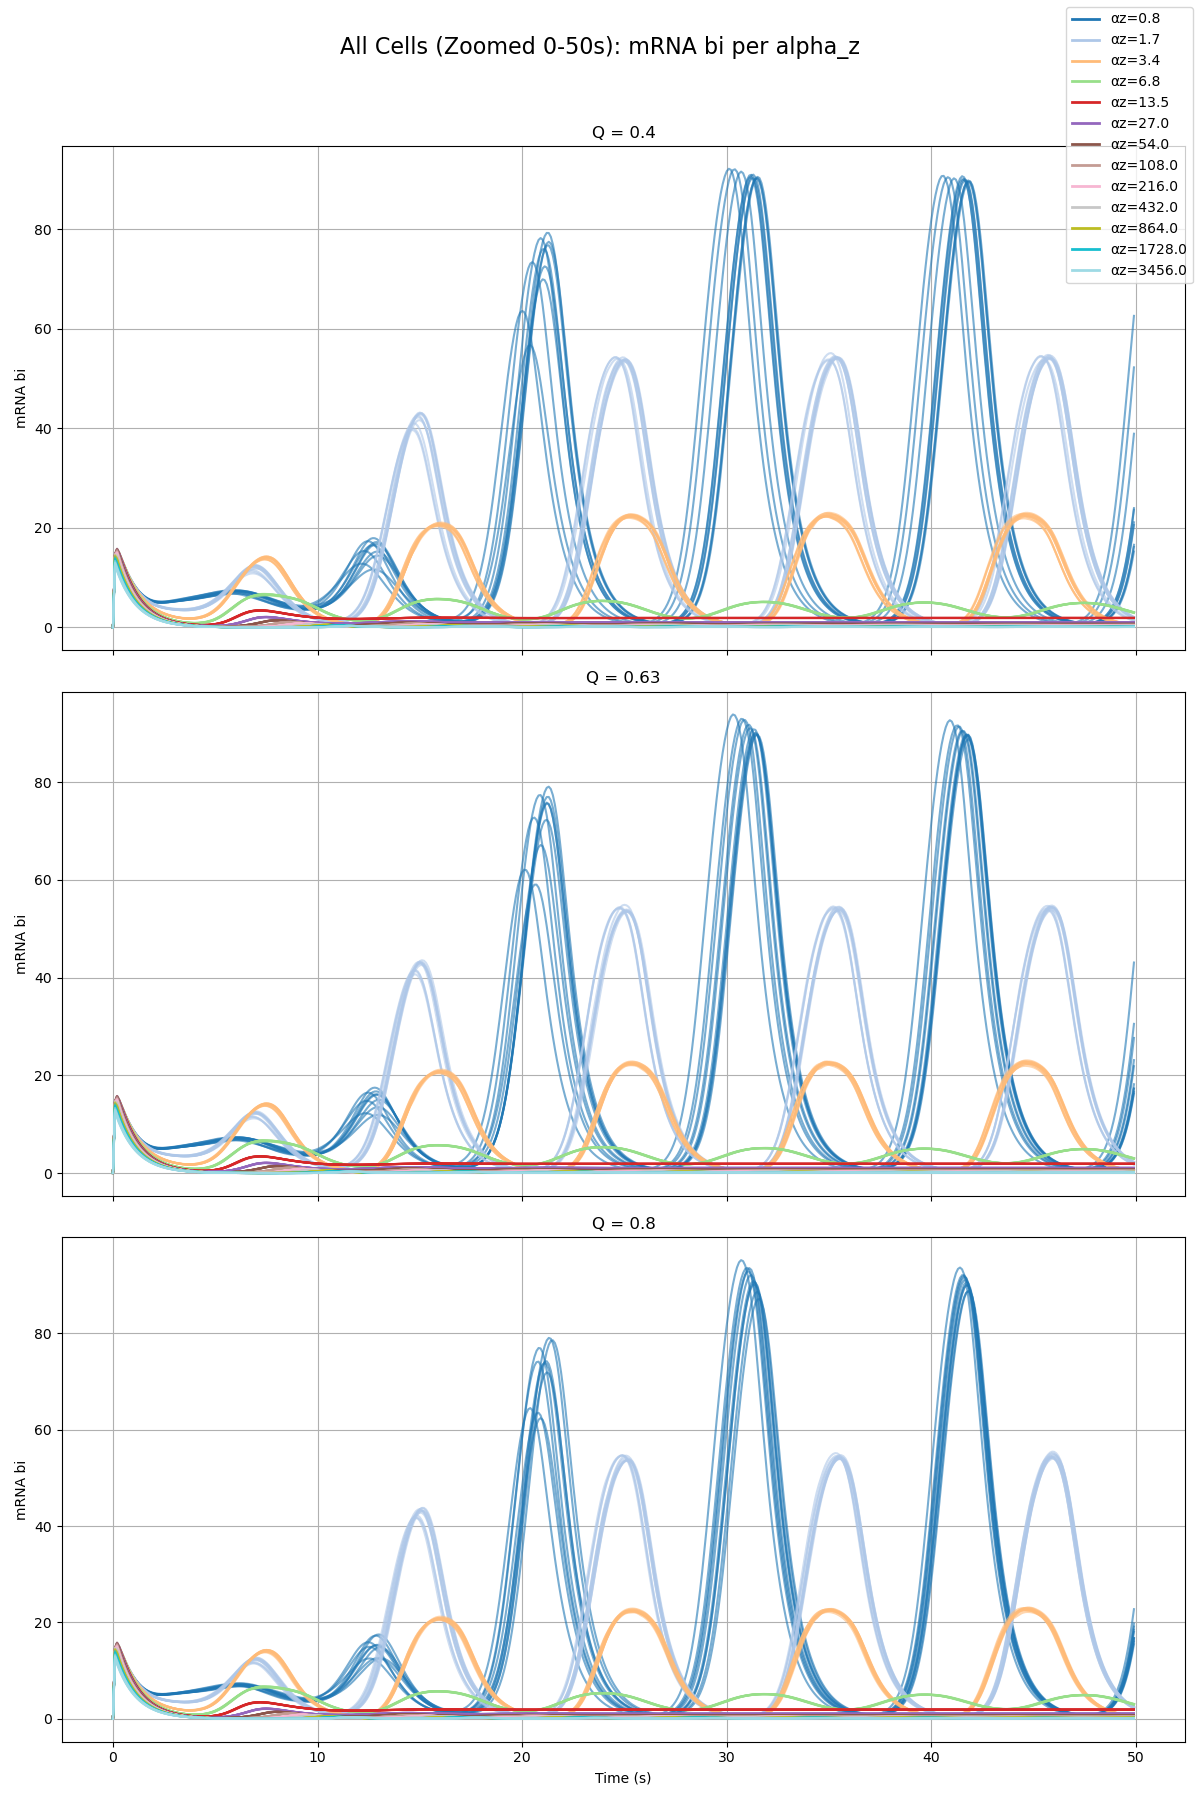 All Cells (Zoomed 0-50s): mRNA bi per alpha_z
αz=0.8
αz=1.7
αz=3.4
αz=6.8
αz=13.5
αz=27.0
αz=54.0
αz=108.0
αz=216.0
αz=432.0
αz=864.0
αz=1728.0
αz=3456.0
Q = 0.4
mRNA bi
80
60
40
20
0
Q = 0.63
mRNA bi
80
60
40
20
0
Q = 0.8
mRNA bi
80
60
40
20
0
0 10 20 30 40 50
Time (s)